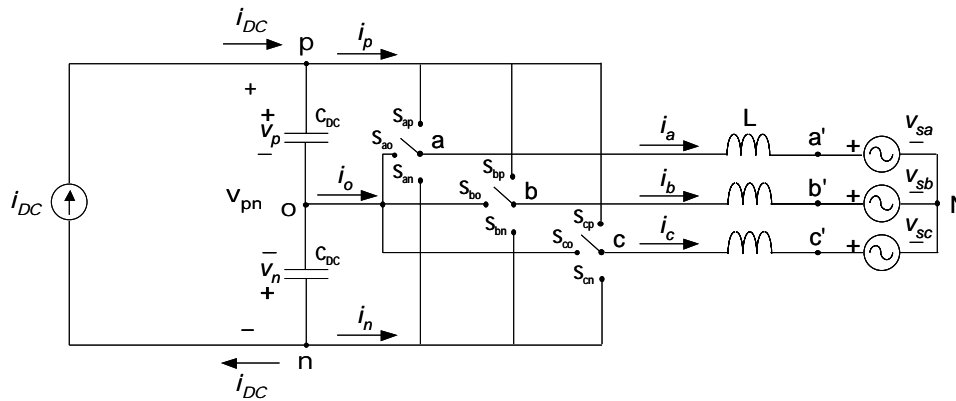 i_DC
i_DC p i_p
+
+ C_DC
v_p
−
S_ap
S_ao a
S_an
i_a L a' + v_sa −
i_DC
v_pn
o i_o
S_bp
S_bo b
S_bn
i_b b' + v_sb −
N
− C_DC
v_n
+
S_cp
S_co c
S_cn
i_c c' + v_sc −
−
n i_n
i_DC